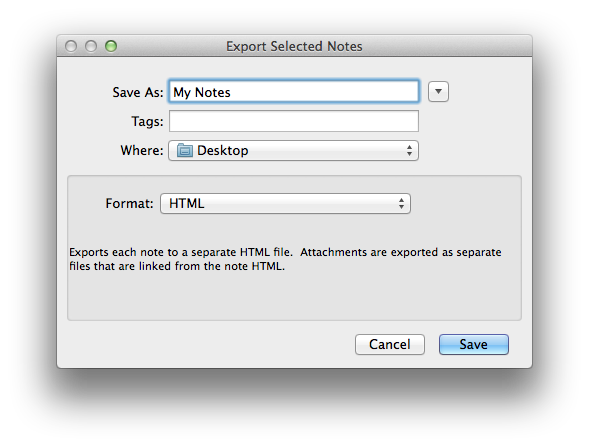 Export Selected Notes
Save As: My Notes
Tags:
Where: Desktop
Format: HTML
Exports each note to a separate HTML file.  Attachments are exported as separate
files that are linked from the note HTML.
Cancel Save